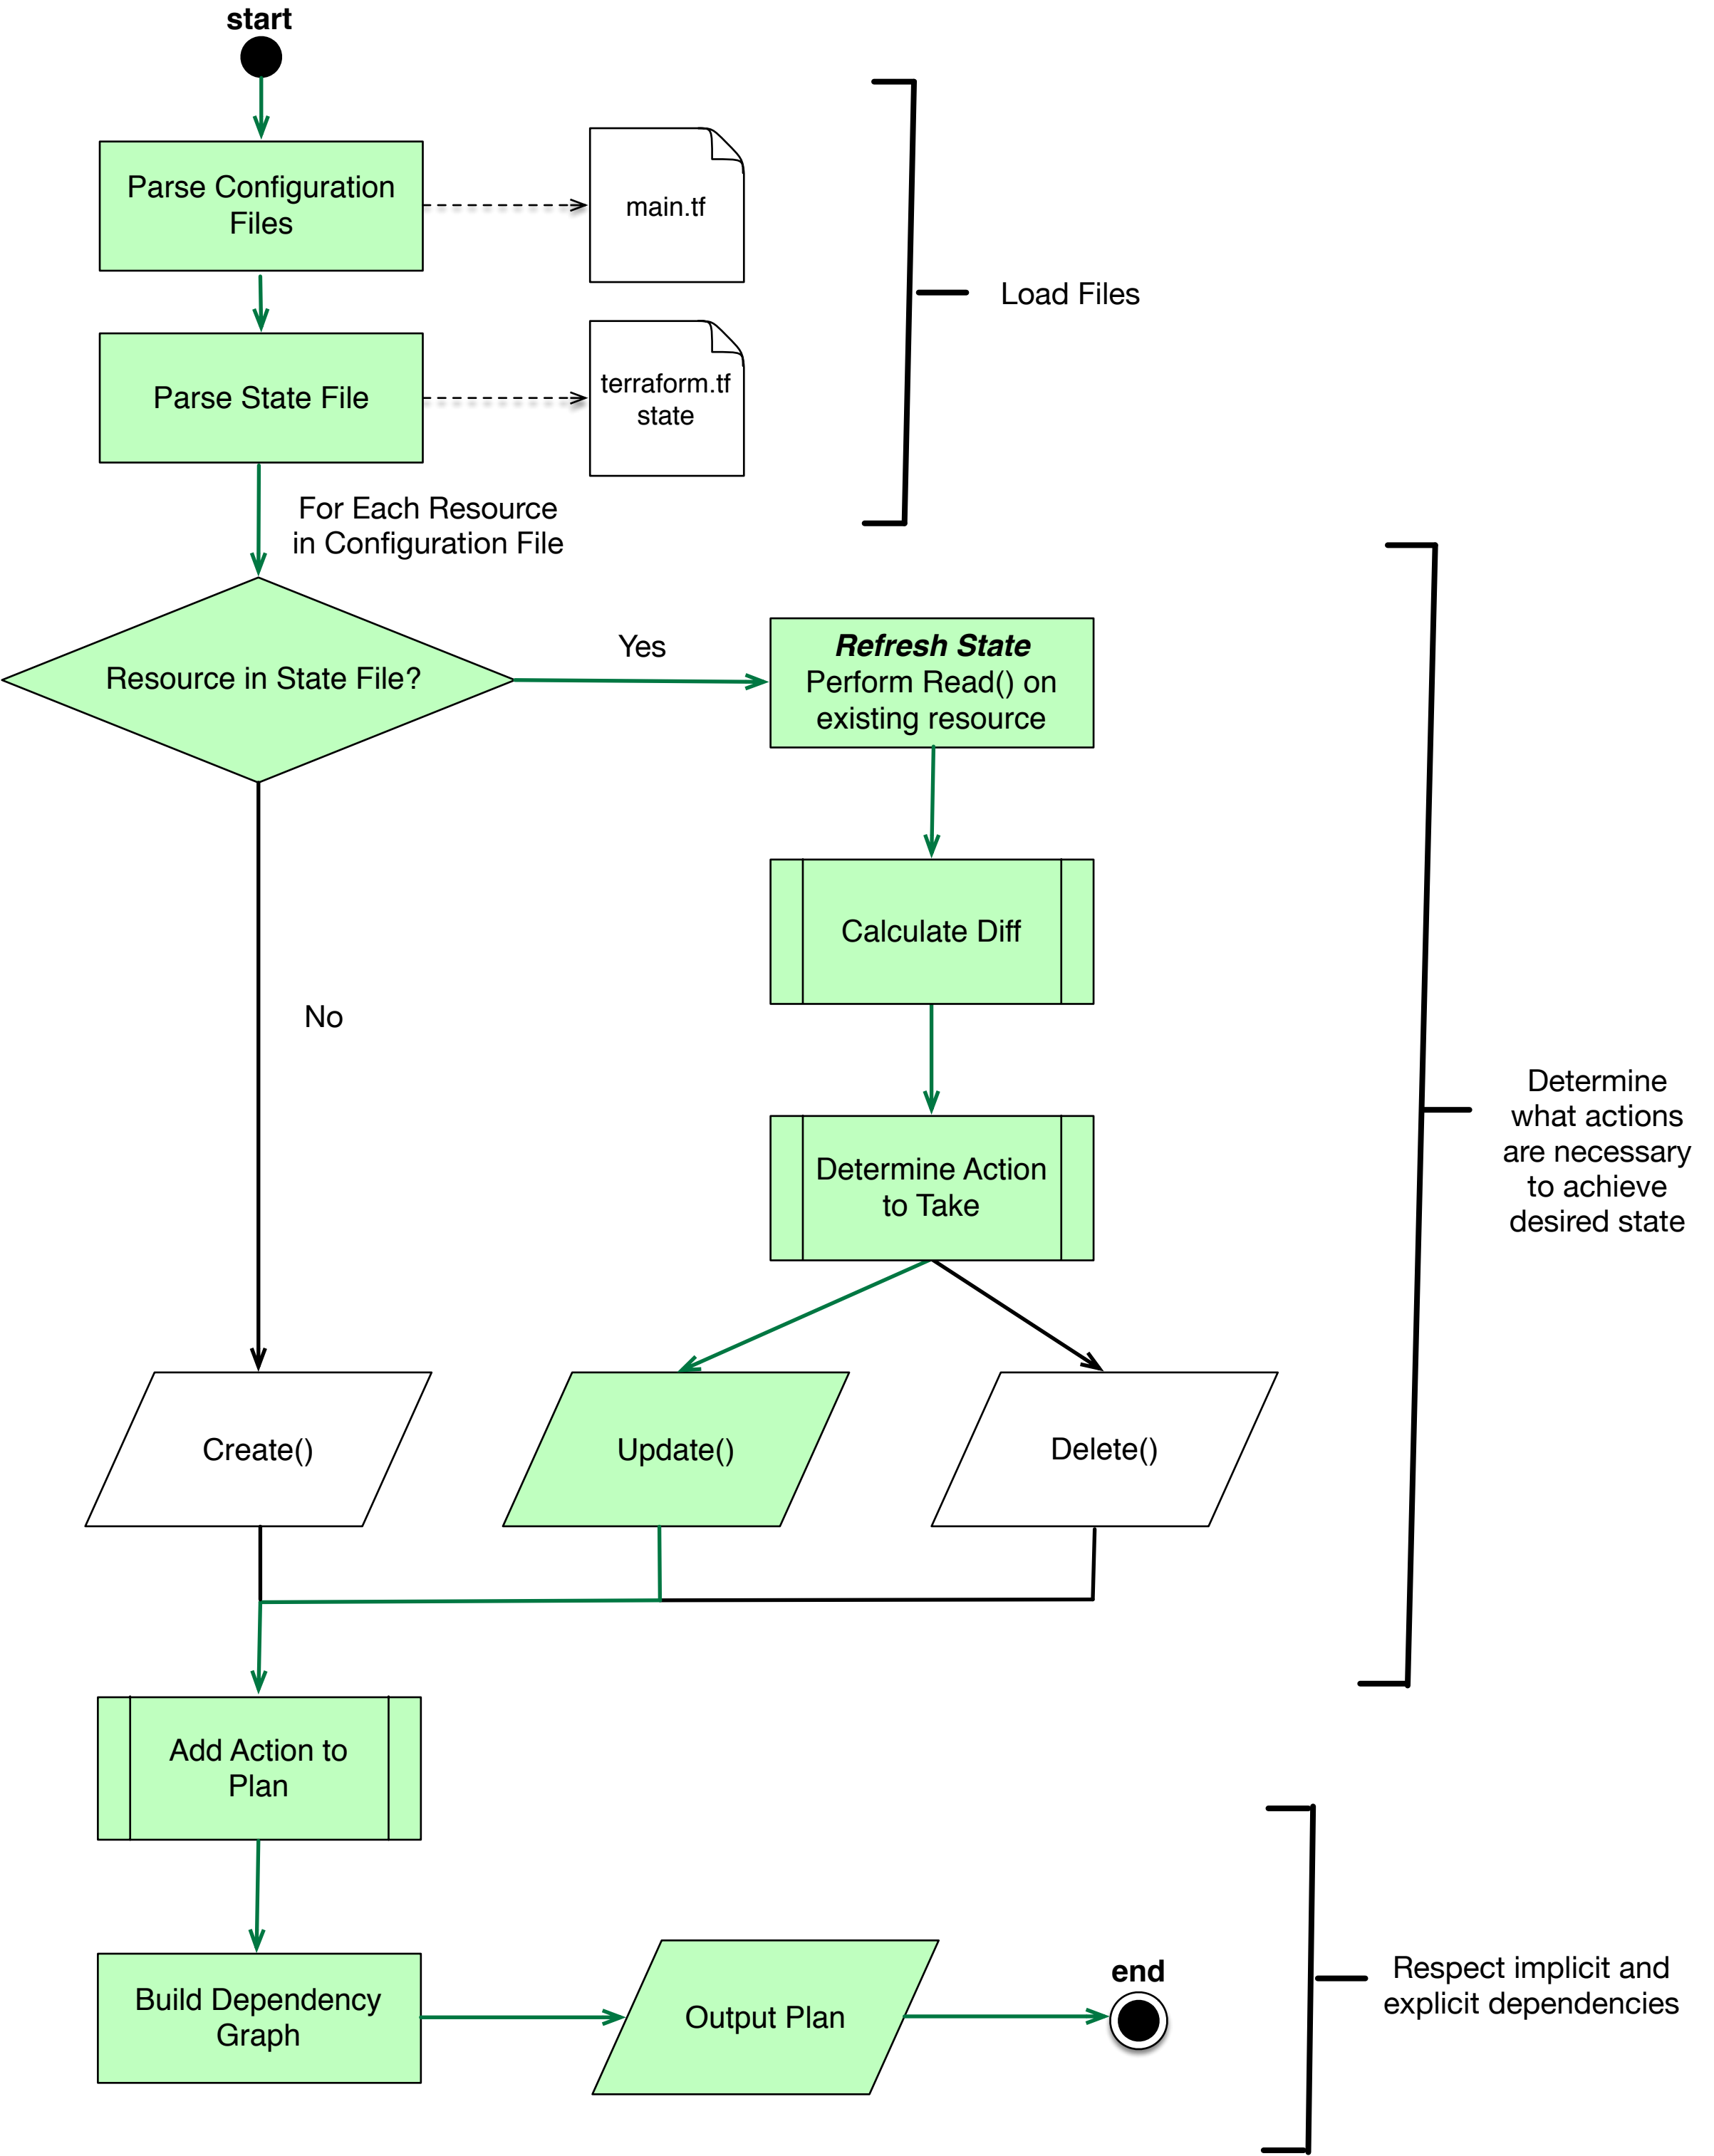 start
Parse Configuration
Files
main.tf
Load Files
Parse State File
terraform.tf
state
For Each Resource
in Configuration File
Resource in State File?
Yes
Refresh State
Perform Read() on
existing resource
Calculate Diff
No
Determine
what actions
are necessary
to achieve
desired state
Determine Action
to Take
Create()
Update()
Delete()
Add Action to
Plan
Build Dependency
Graph
Output Plan
end
Respect implicit and
explicit dependencies